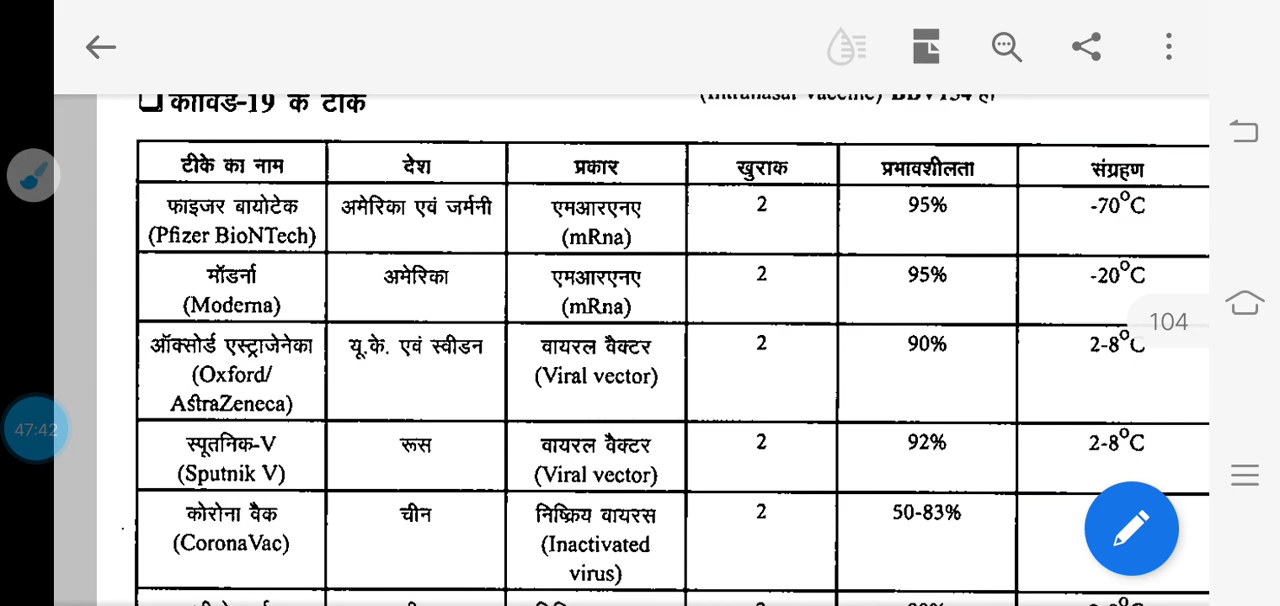 ❑ कोविड-19 के टीके
(Intranasal Vaccine) BBV154 है।
टीके का नाम देश प्रकार खुराक प्रभावशीलता संग्रहण
फाइजर बायोटेक अमेरिका एवं जर्मनी एमआरएनए 2 95% -70°C
(Pfizer BioNTech) (mRna)
मॉडर्ना अमेरिका एमआरएनए 2 95% -20°C
(Moderna) (mRna)
104
ऑक्सोर्ड एस्ट्राजेनेका यू.के. एवं स्वीडन वायरल वैक्टर 2 90% 2-8°C
(Oxford/ (Viral vector)
AstraZeneca)
47:42
स्पूतनिक-V रूस वायरल वैक्टर 2 92% 2-8°C
(Sputnik V) (Viral vector)
कोरोना वैक चीन निष्क्रिय वायरस 2 50-83%
(CoronaVac) (Inactivated
virus)